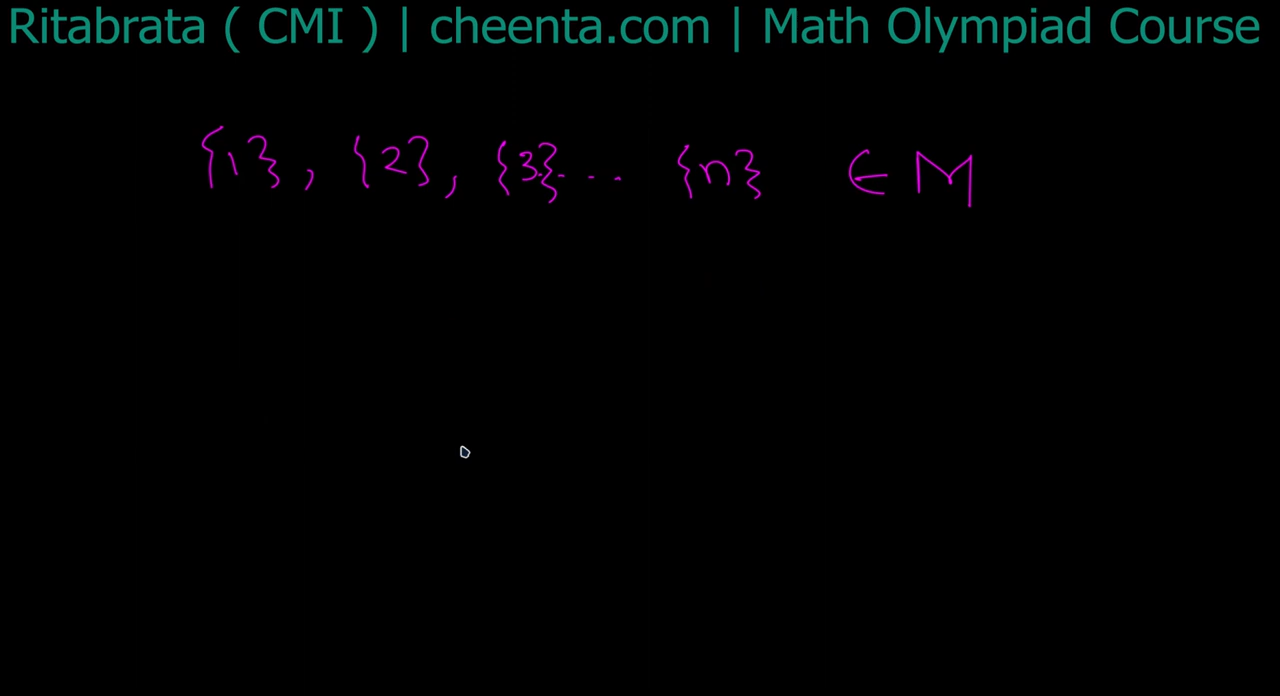 Ritabrata ( CMI ) | cheenta.com | Math Olympiad Course
{1} , {2} , {3} ... {n} ∈ M